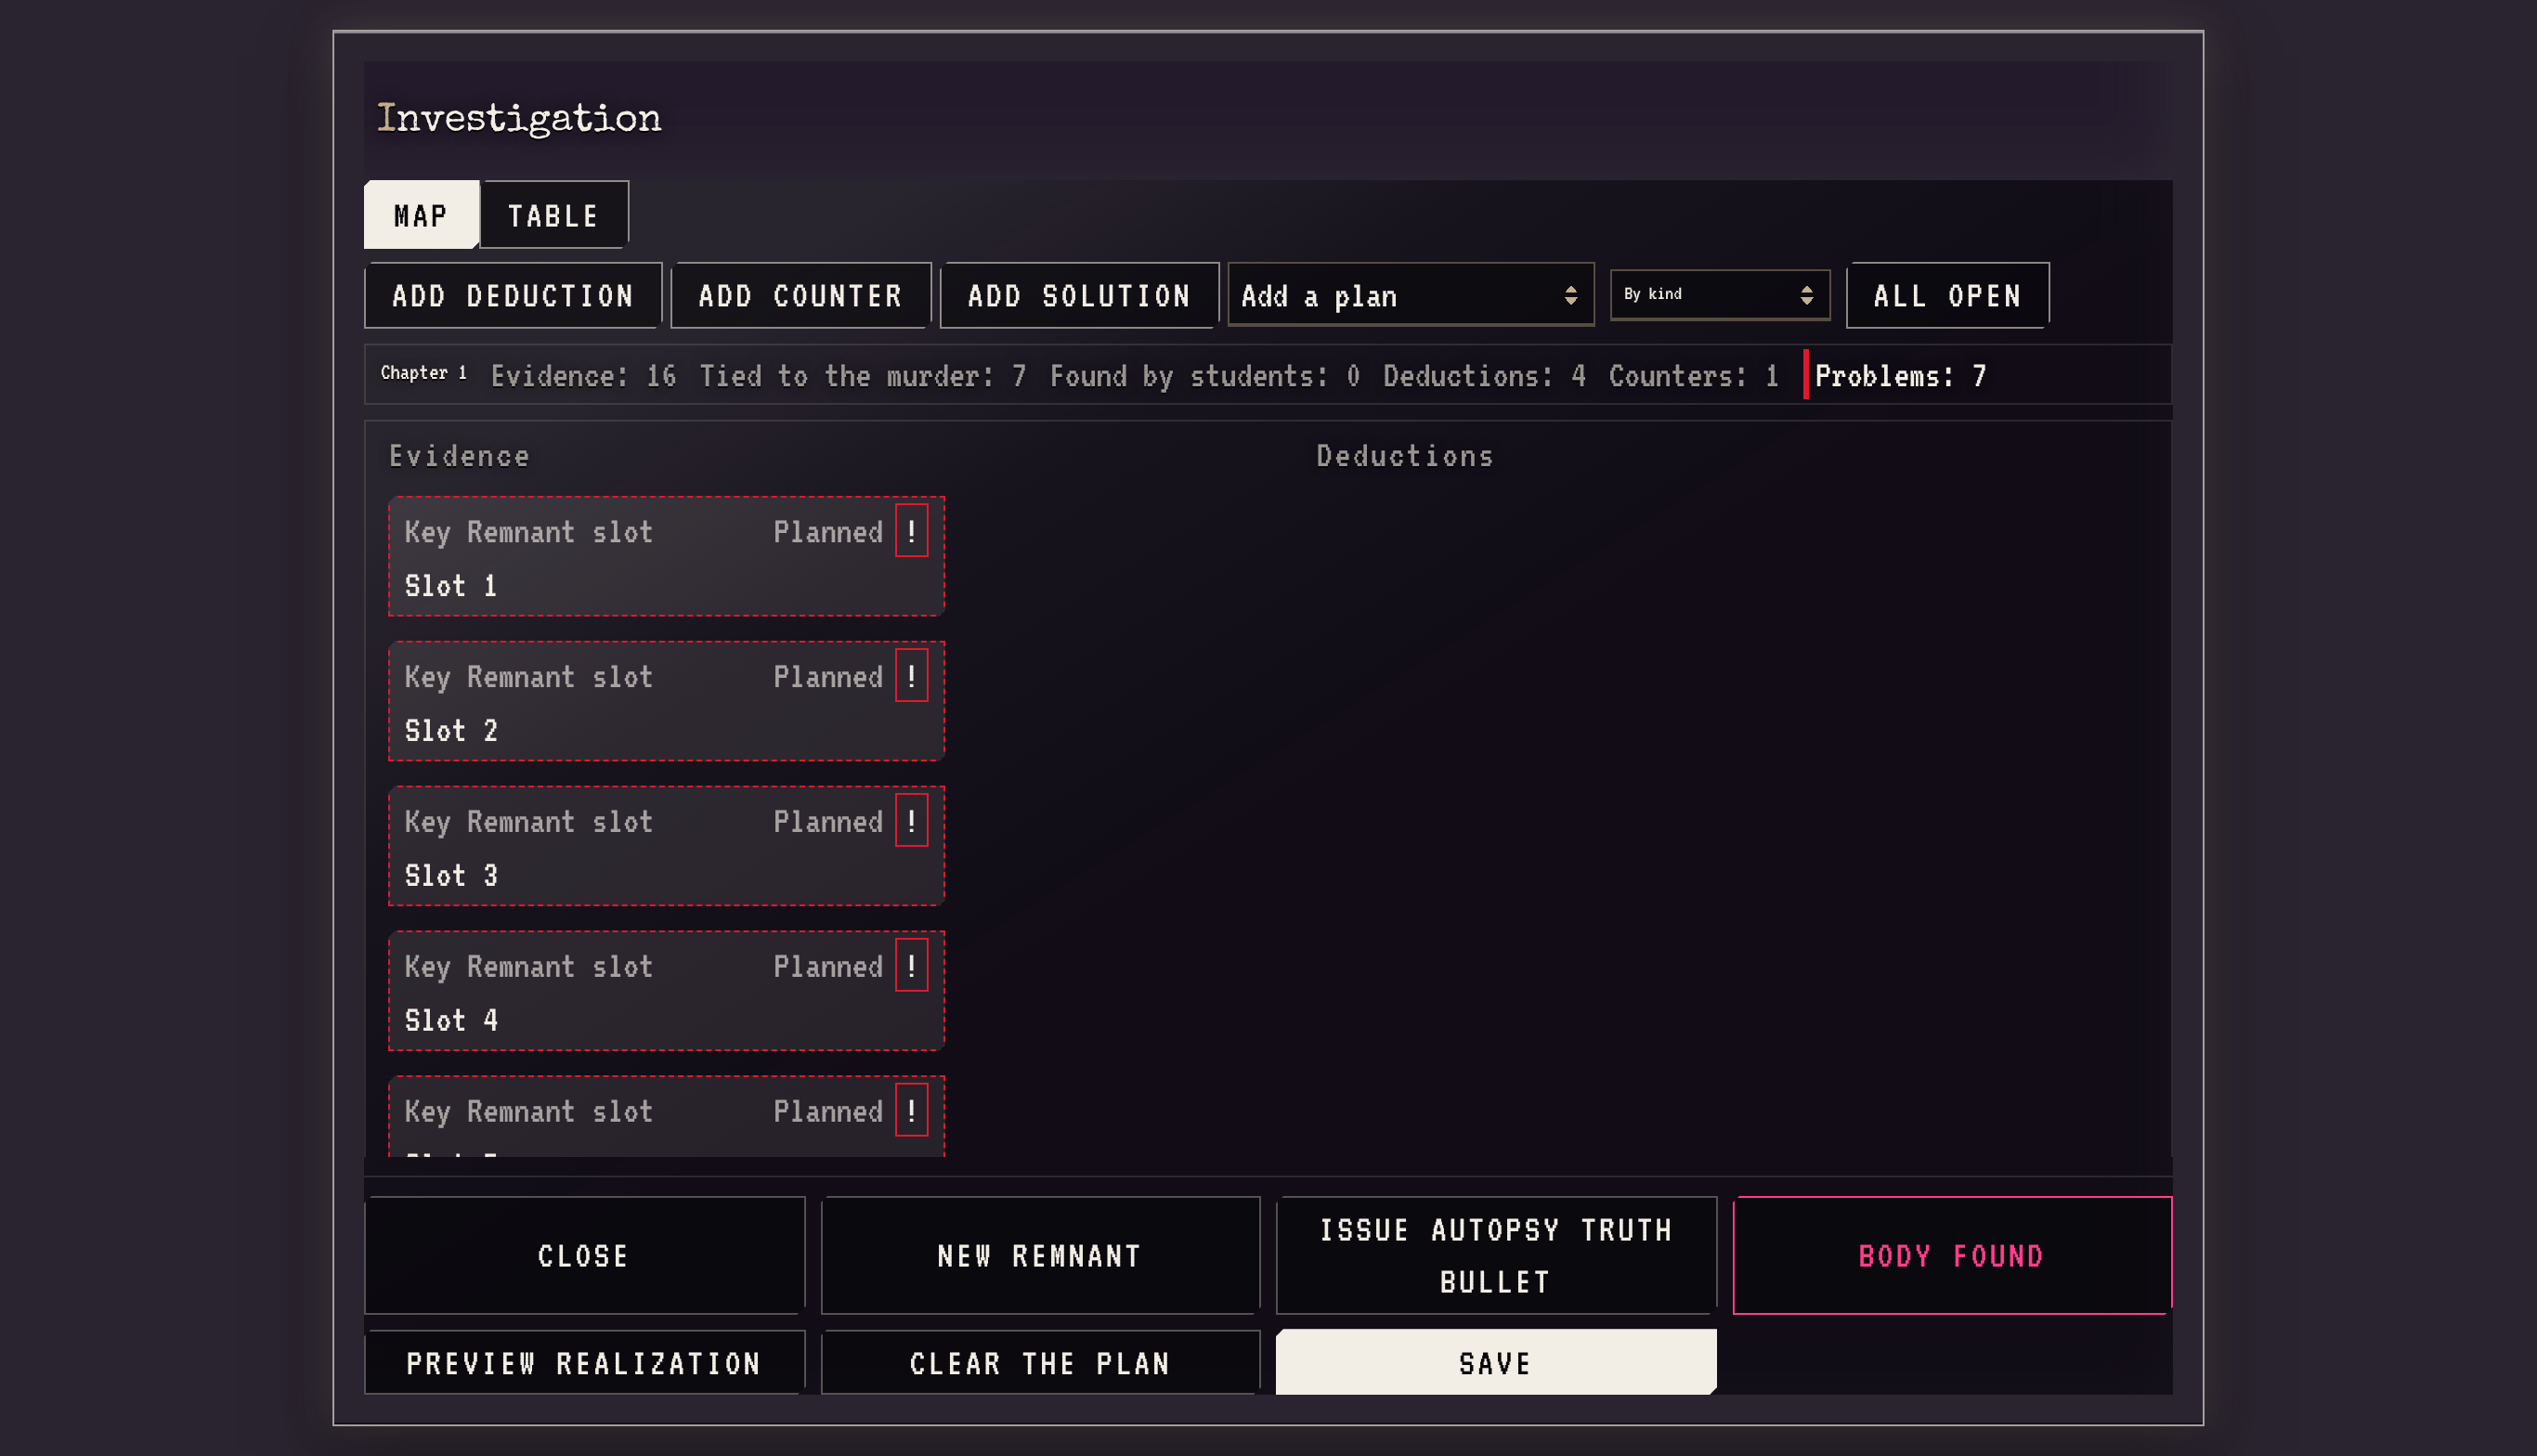 Investigation
MAP TABLE
ADD DEDUCTION ADD COUNTER ADD SOLUTION Add a plan By kind ALL OPEN
Chapter 1 Evidence: 16 Tied to the murder: 7 Found by students: 0 Deductions: 4 Counters: 1 Problems: 7
Evidence Deductions
Key Remnant slot Planned !
Slot 1
Key Remnant slot Planned !
Slot 2
Key Remnant slot Planned !
Slot 3
Key Remnant slot Planned !
Slot 4
Key Remnant slot Planned !
CLOSE NEW REMNANT ISSUE AUTOPSY TRUTH BULLET BODY FOUND
PREVIEW REALIZATION CLEAR THE PLAN SAVE